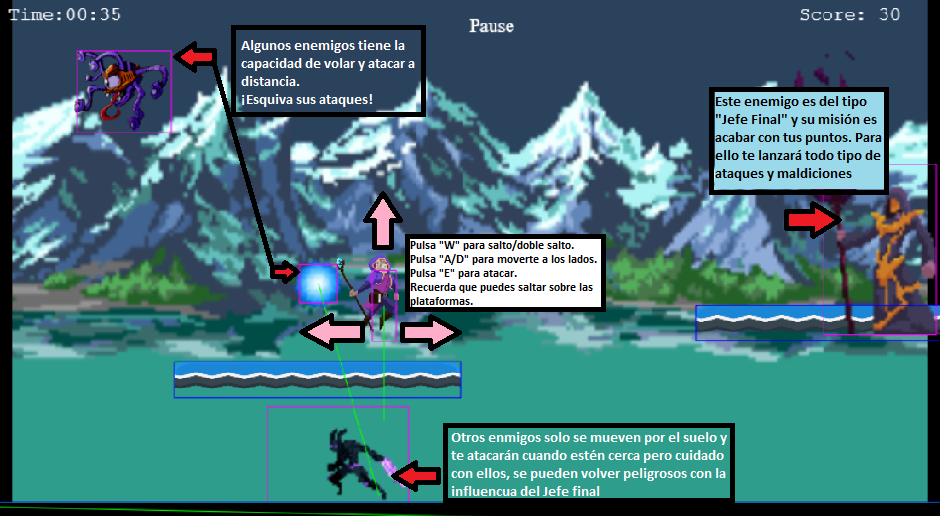 Time:00:35
Pause
Score: 30
Algunos enemigos tiene la
capacidad de volar y atacar a
distancia.
¡Esquiva sus ataques!
Este enemigo es del tipo
"Jefe Final" y su misión es
acabar con tus puntos. Para
ello te lanzará todo tipo de
ataques y maldiciones
Pulsa "W" para salto/doble salto.
Pulsa "A/D" para moverte a los lados.
Pulsa "E" para atacar.
Recuerda que puedes saltar sobre las
plataformas.
Otros enmigos solo se mueven por el suelo y
te atacarán cuando estén cerca pero cuidado
con ellos, se pueden volver peligrosos con la
influencua del Jefe final